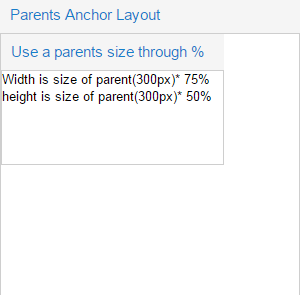 Parents Anchor Layout
Use a parents size through %
Width is size of parent(300px)* 75%
height is size of parent(300px)* 50%